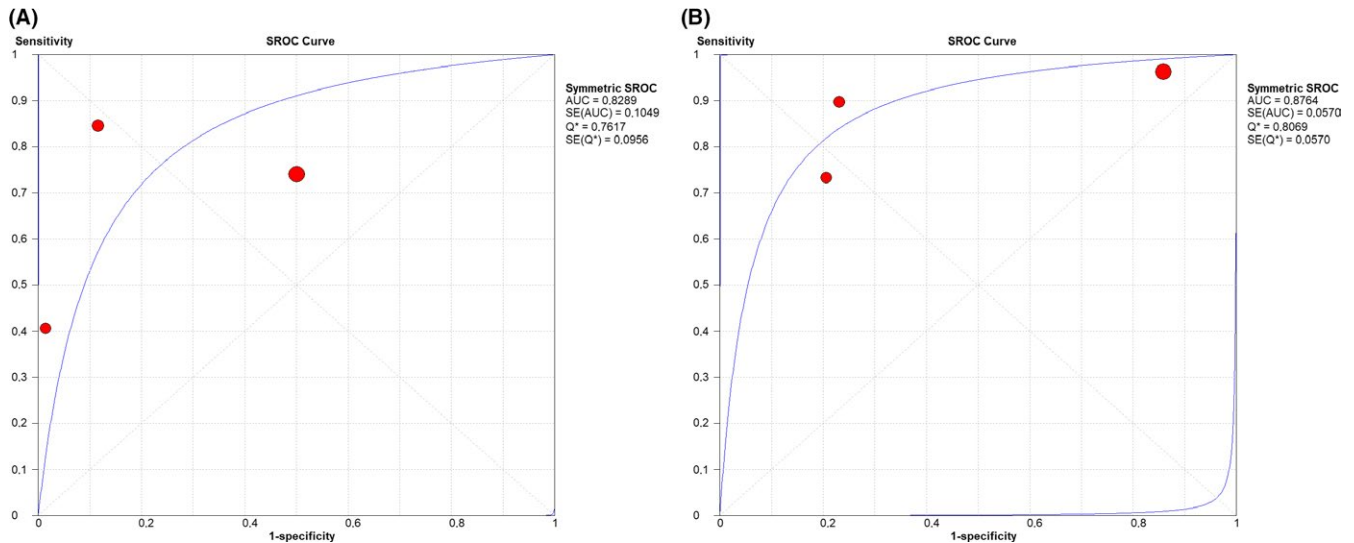 (A)
Sensitivity
SROC Curve
1
0,9
0,8
0,7
0,6
0,5
0,4
0,3
0,2
0,1
0
0
0,2
0,4
0,6
0,8
1
1-specificity
Symmetric SROC
AUC = 0,8289
SE(AUC) = 0,1049
Q* = 0,7617
SE(Q*) = 0,0956
(B)
Sensitivity
SROC Curve
1
0,9
0,8
0,7
0,6
0,5
0,4
0,3
0,2
0,1
0
0
0,2
0,4
0,6
0,8
1
1-specificity
Symmetric SROC
AUC = 0,8764
SE(AUC) = 0,0570
Q* = 0,8069
SE(Q*) = 0,0570